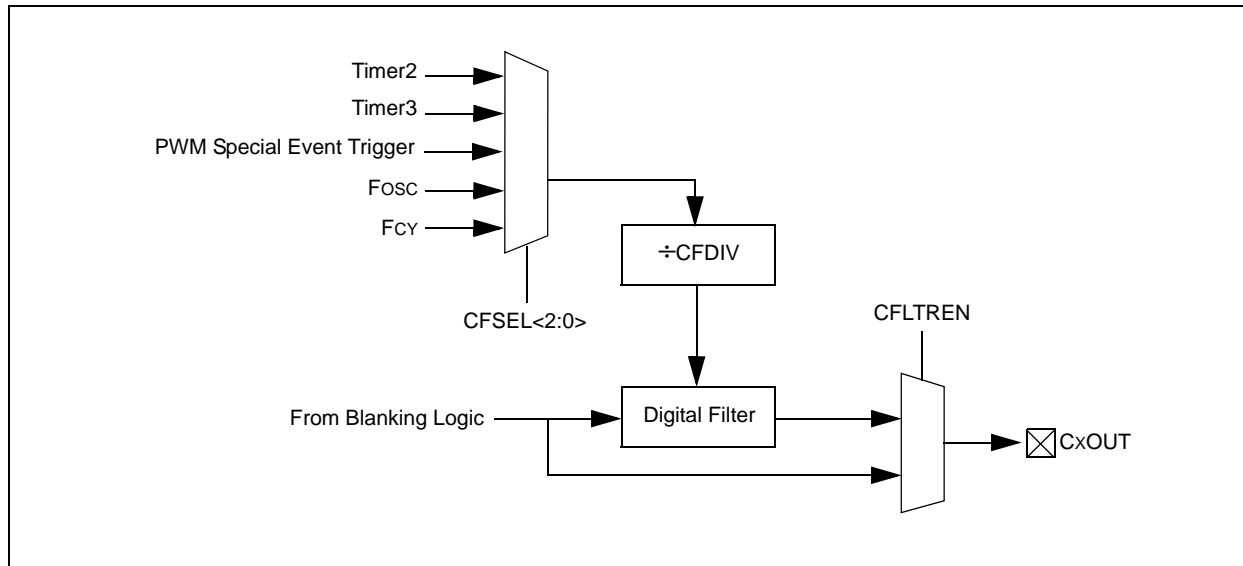 Timer2
Timer3
PWM Special Event Trigger
FOSC
FCY
÷CFDIV
CFSEL<2:0>
CFLTREN
From Blanking Logic
Digital Filter
CxOUT